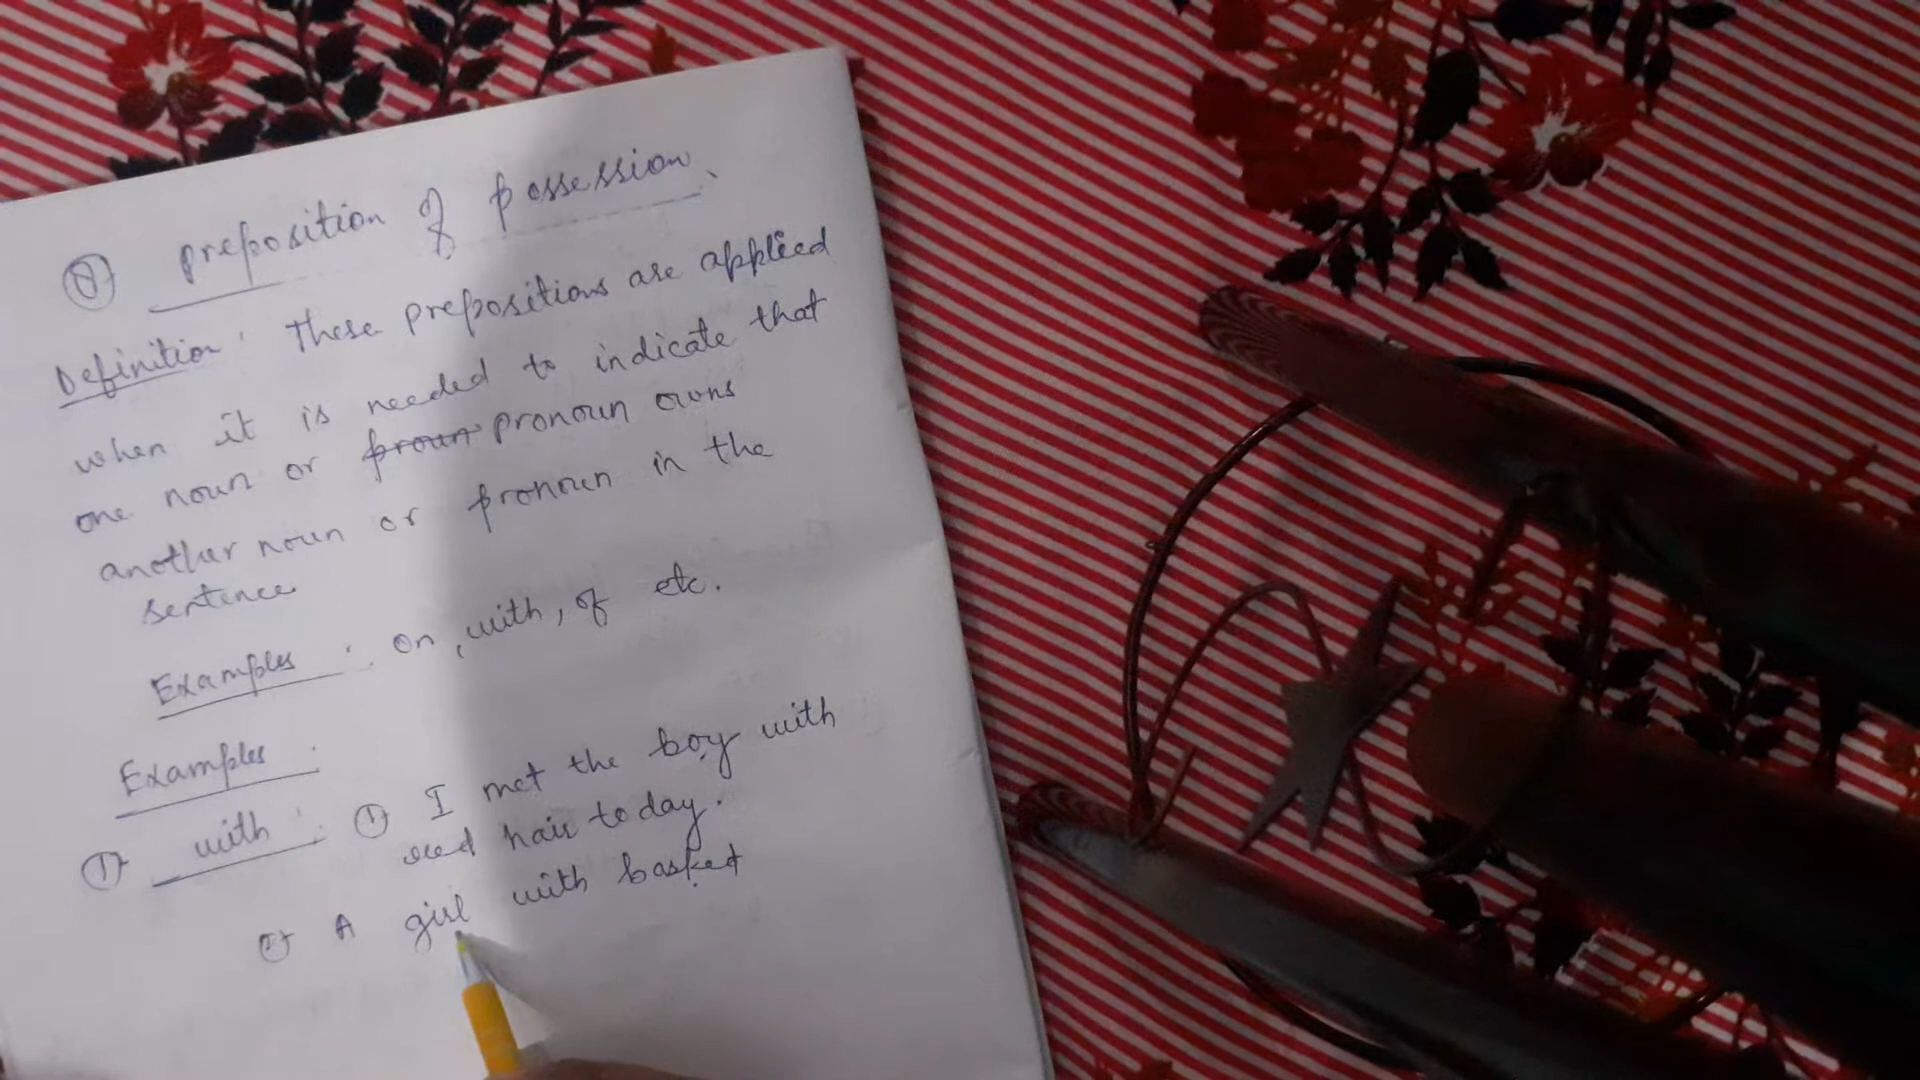 ⑧ preposition of possession
Definition: These prepositions are applied
when it is needed to indicate that
one noun or proun pronoun owns
another noun or pronoun in the
sentence
Examples: on, with, of etc.
Examples:
① with: ① I met the boy with
red hair today.
② A girl with basket